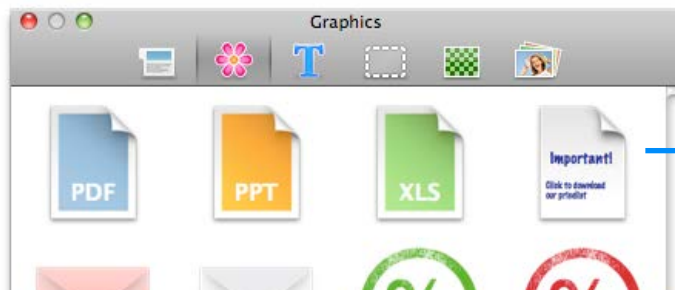 Graphics
T
PDF
PPT
XLS
Important!
Click to download
our pricelist
%
%